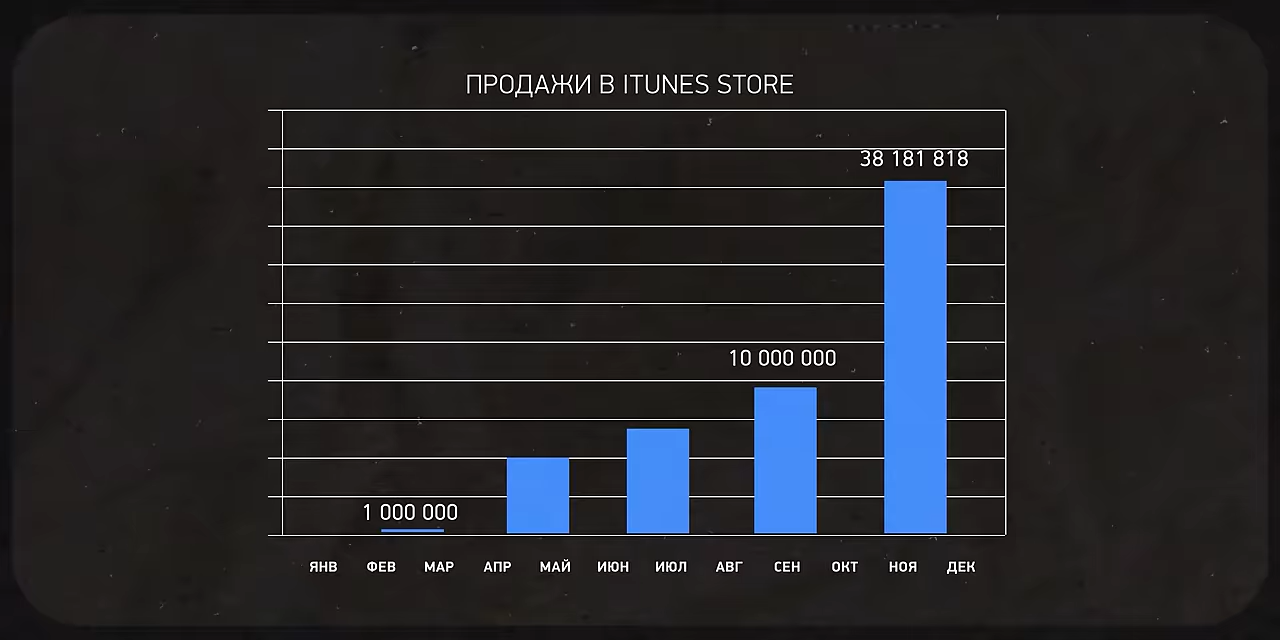 ПРОДАЖИ В ITUNES STORE
38 181 818
10 000 000
1 000 000
ЯНВ ФЕВ МАР АПР МАЙ ИЮН ИЮЛ АВГ СЕН ОКТ НОЯ ДЕК